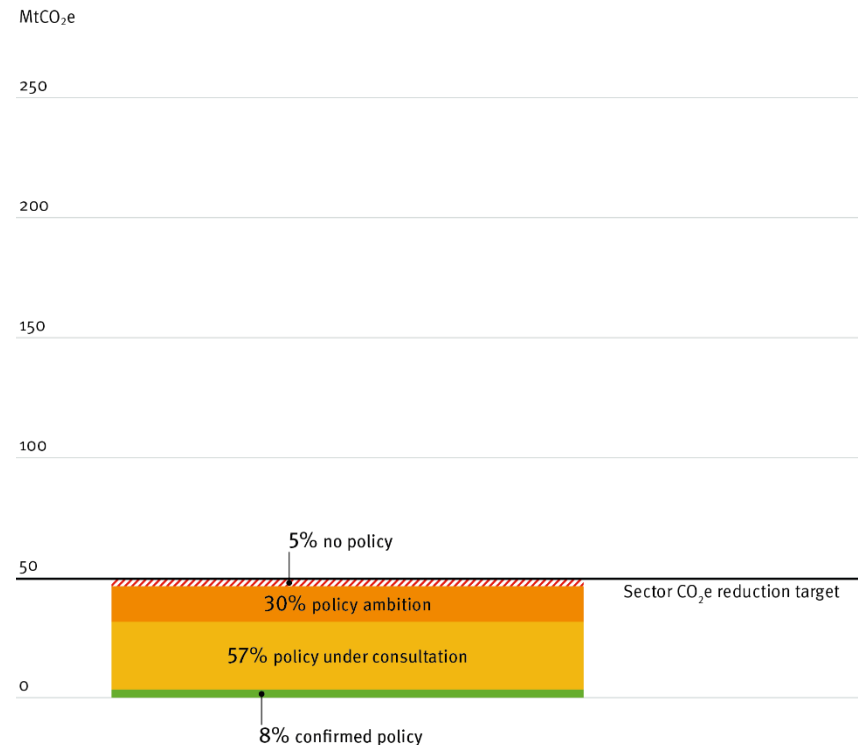 MtCO₂e
250
200
150
100
5% no policy
50
Sector CO₂e reduction target
30% policy ambition
57% policy under consultation
0
8% confirmed policy